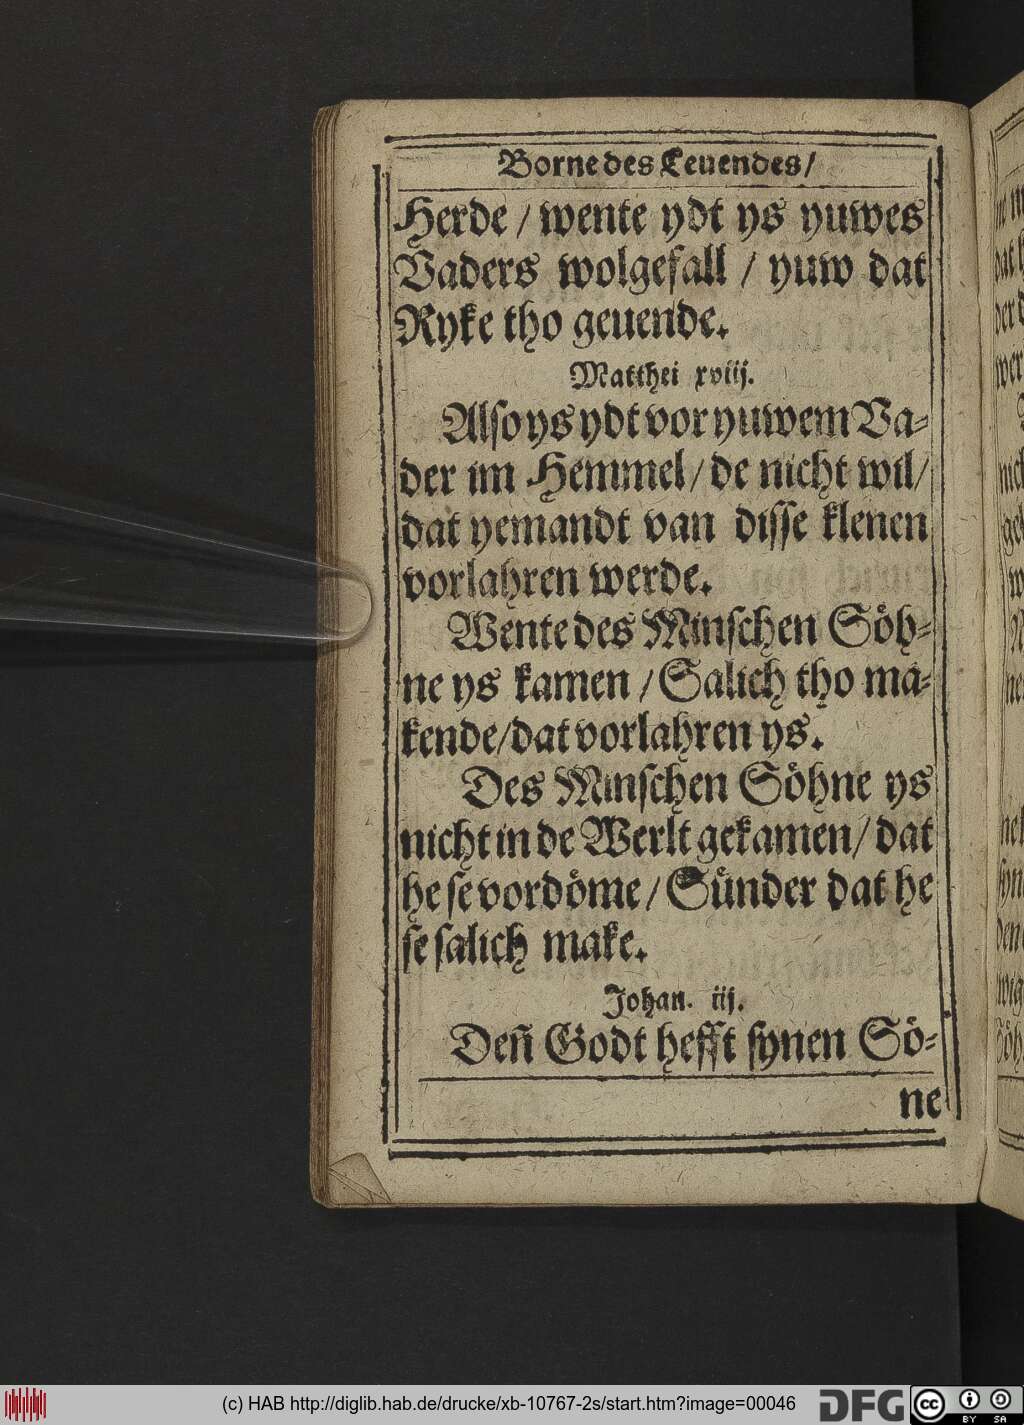 Borne des Leuendes/
Herde / wente ydt ys yuwes
Vaders wolgefall / yuw dat
Ryke tho geuende.
Matthei xviij.
Also ys ydt vor yuwem Va⸗
der im Hemmel/ de nicht wil/
dat yemandt van disse klenen
vorlahren werde.
Wente des Minschen Söh⸗
ne ys kamen / Salich tho ma⸗
kende/ dat vorlahren ys.
Des Minschen Söhne ys
nicht in de Werlt gekamen/ dat
he se vordöme / Sünder dat he
se salich make.
Johan. iij.
Deñ Godt hefft synen Sö⸗
ne
(c) HAB http://diglib.hab.de/drucke/xb-10767-2s/start.htm?image=00046
DFG
cc
BY SA